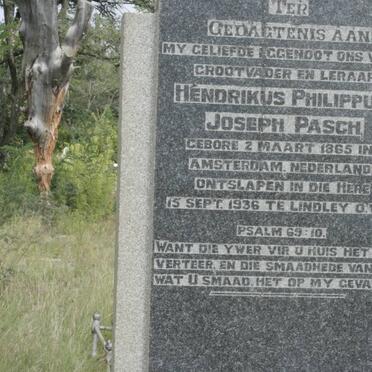 TER
GEDAGTENIS AAN
MY GELIEFDE EGGENOOT ONS
GROOTVADER EN LERAAR
HENDRIKUS PHILIPPU
JOSEPH PASCH
GEBORE 2 MAART 1865 IN
AMSTERDAM, NEDERLAND
ONTSLAPEN IN DIE HERE
15 SEPT. 1936 TE LINDLEY O.V
PSALM 69:10.
WANT DIE YWER VIR U HUIS HET
VERTEER, EN DIE SMAADHEDE VAN
WAT U SMAAD, HET OP MY GEVA